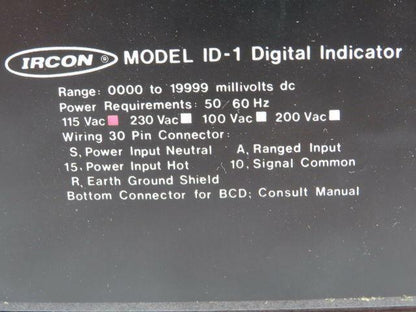 IRCON ® MODEL ID-1 Digital Indicator
Range: 0000 to 19999 millivolts dc
Power Requirements: 50/60 Hz
115 Vac 230 Vac 100 Vac 200 Vac
Wiring 30 Pin Connector:
S, Power Input Neutral A, Ranged Input
15, Power Input Hot 10, Signal Common
R, Earth Ground Shield
Bottom Connector for BCD; Consult Manual